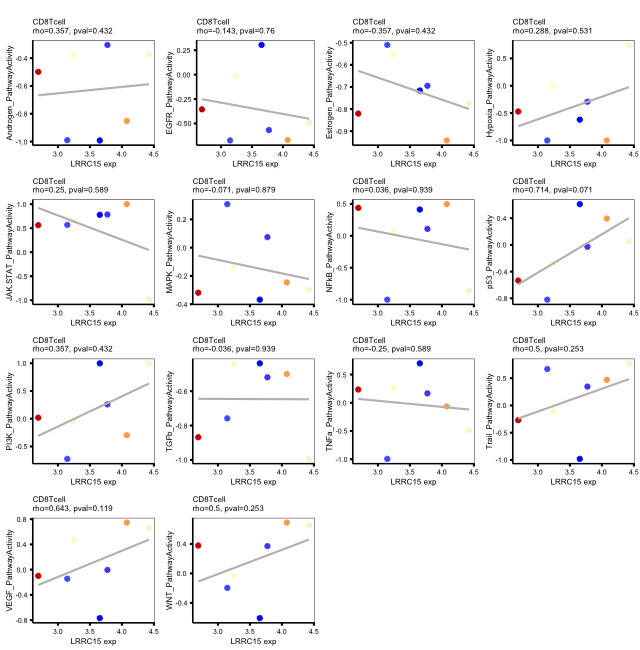 CD8Tcell
rho=0.357, pval=0.432
Androgen_PathwayActivity
-0.4
-0.6
-0.8
-1.0
3.0 3.5 4.0 4.5
LRRC15 exp
CD8Tcell
rho=-0.143, pval=0.76
EGFR_PathwayActivity
0.25
0.00
-0.25
-0.50
3.0 3.5 4.0 4.5
LRRC15 exp
CD8Tcell
rho=-0.357, pval=0.432
Estrogen_PathwayActivity
-0.5
-0.6
-0.7
-0.8
-0.9
3.0 3.5 4.0 4.5
LRRC15 exp
CD8Tcell
rho=0.288, pval=0.531
Hypoxia_PathwayActivity
0.5
0.0
-0.5
-1.0
3.0 3.5 4.0 4.5
LRRC15 exp
CD8Tcell
rho=0.25, pval=0.589
JAK-STAT_PathwayActivity
1.0
0.5
0.0
-0.5
-1.0
3.0 3.5 4.0 4.5
LRRC15 exp
CD8Tcell
rho=-0.071, pval=0.879
MAPK_PathwayActivity
0.2
0.0
-0.2
-0.4
3.0 3.5 4.0 4.5
LRRC15 exp
CD8Tcell
rho=0.036, pval=0.939
NFkB_PathwayActivity
0.5
0.0
-0.5
-1.0
3.0 3.5 4.0 4.5
LRRC15 exp
CD8Tcell
rho=0.714, pval=0.071
p53_PathwayActivity
0.4
0.0
-0.4
-0.8
3.0 3.5 4.0 4.5
LRRC15 exp
CD8Tcell
rho=0.357, pval=0.432
PI3K_PathwayActivity
1.0
0.5
0.0
-0.5
3.0 3.5 4.0 4.5
LRRC15 exp
CD8Tcell
rho=-0.036, pval=0.939
TGFb_PathwayActivity
-0.6
-0.8
-1.0
3.0 3.5 4.0 4.5
LRRC15 exp
CD8Tcell
rho=-0.25, pval=0.589
TNFa_PathwayActivity
0.5
0.0
-0.5
-1.0
3.0 3.5 4.0 4.5
LRRC15 exp
CD8Tcell
rho=0.5, pval=0.253
Trail_PathwayActivity
0.5
0.0
-0.5
-1.0
3.0 3.5 4.0 4.5
LRRC15 exp
CD8Tcell
rho=0.643, pval=0.119
VEGF_PathwayActivity
0.8
0.4
0.0
-0.4
-0.8
3.0 3.5 4.0 4.5
LRRC15 exp
CD8Tcell
rho=0.5, pval=0.253
WNT_PathwayActivity
0.4
0.0
-0.4
3.0 3.5 4.0 4.5
LRRC15 exp